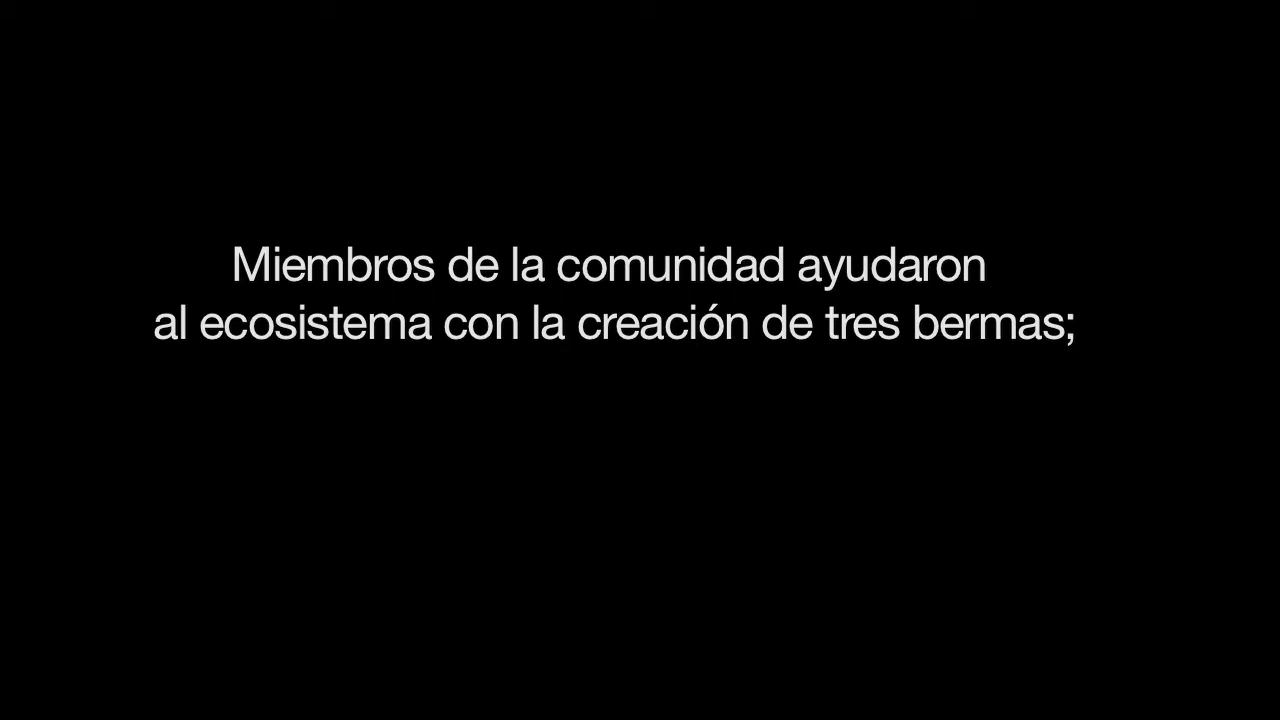 Miembros de la comunidad ayudaron
al ecosistema con la creación de tres bermas;